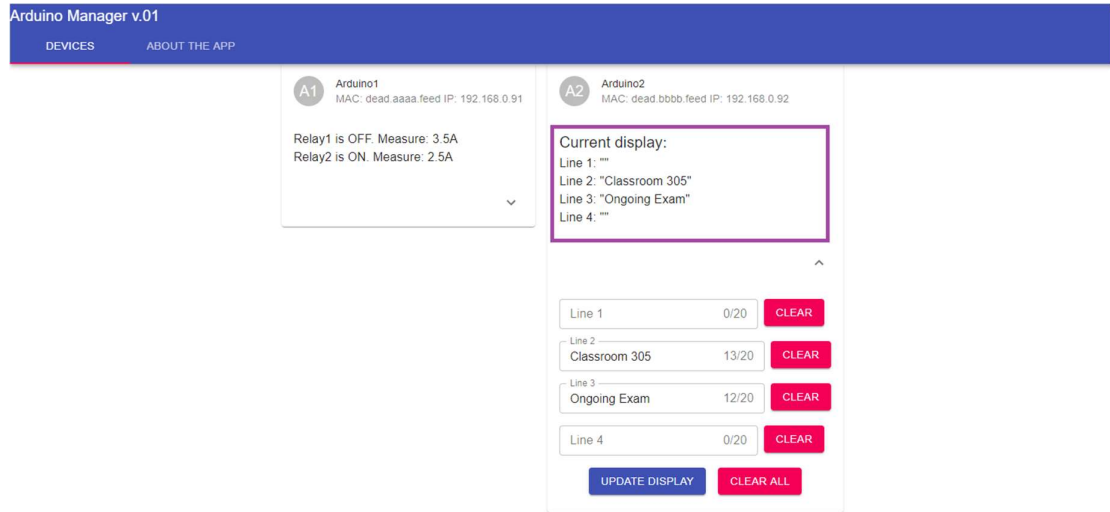 Arduino Manager v.01
DEVICES ABOUT THE APP
A1 Arduino1
MAC: dead.aaaa.feed IP: 192.168.0.91
Relay1 is OFF. Measure: 3.5A
Relay2 is ON. Measure: 2.5A
A2 Arduino2
MAC: dead.bbbb.feed IP: 192.168.0.92
Current display:
Line 1: ""
Line 2: "Classroom 305"
Line 3: "Ongoing Exam"
Line 4: ""
Line 1 0/20 CLEAR
Line 2
Classroom 305 13/20 CLEAR
Line 3
Ongoing Exam 12/20 CLEAR
Line 4 0/20 CLEAR
UPDATE DISPLAY CLEAR ALL